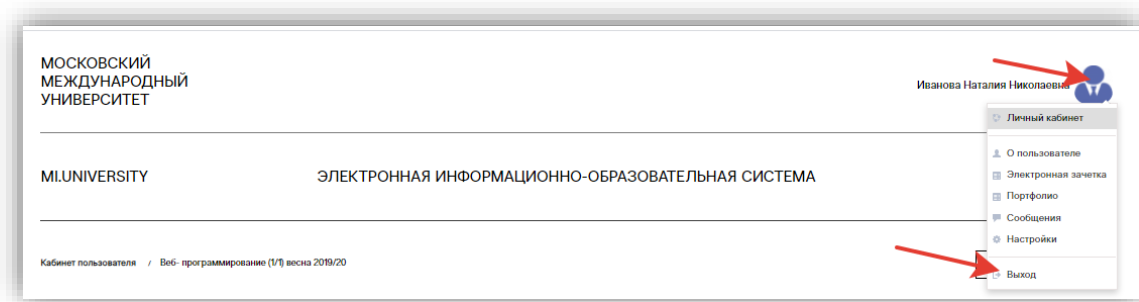 МОСКОВСКИЙ
МЕЖДУНАРОДНЫЙ
УНИВЕРСИТЕТ
Иванова Наталия Николаевна
Личный кабинет
О пользователе
Электронная зачетка
Портфолио
Сообщения
Настройки
Выход
MI.UNIVERSITY
ЭЛЕКТРОННАЯ ИНФОРМАЦИОННО-ОБРАЗОВАТЕЛЬНАЯ СИСТЕМА
Кабинет пользователя / Веб- программирование (1/1) весна 2019/20